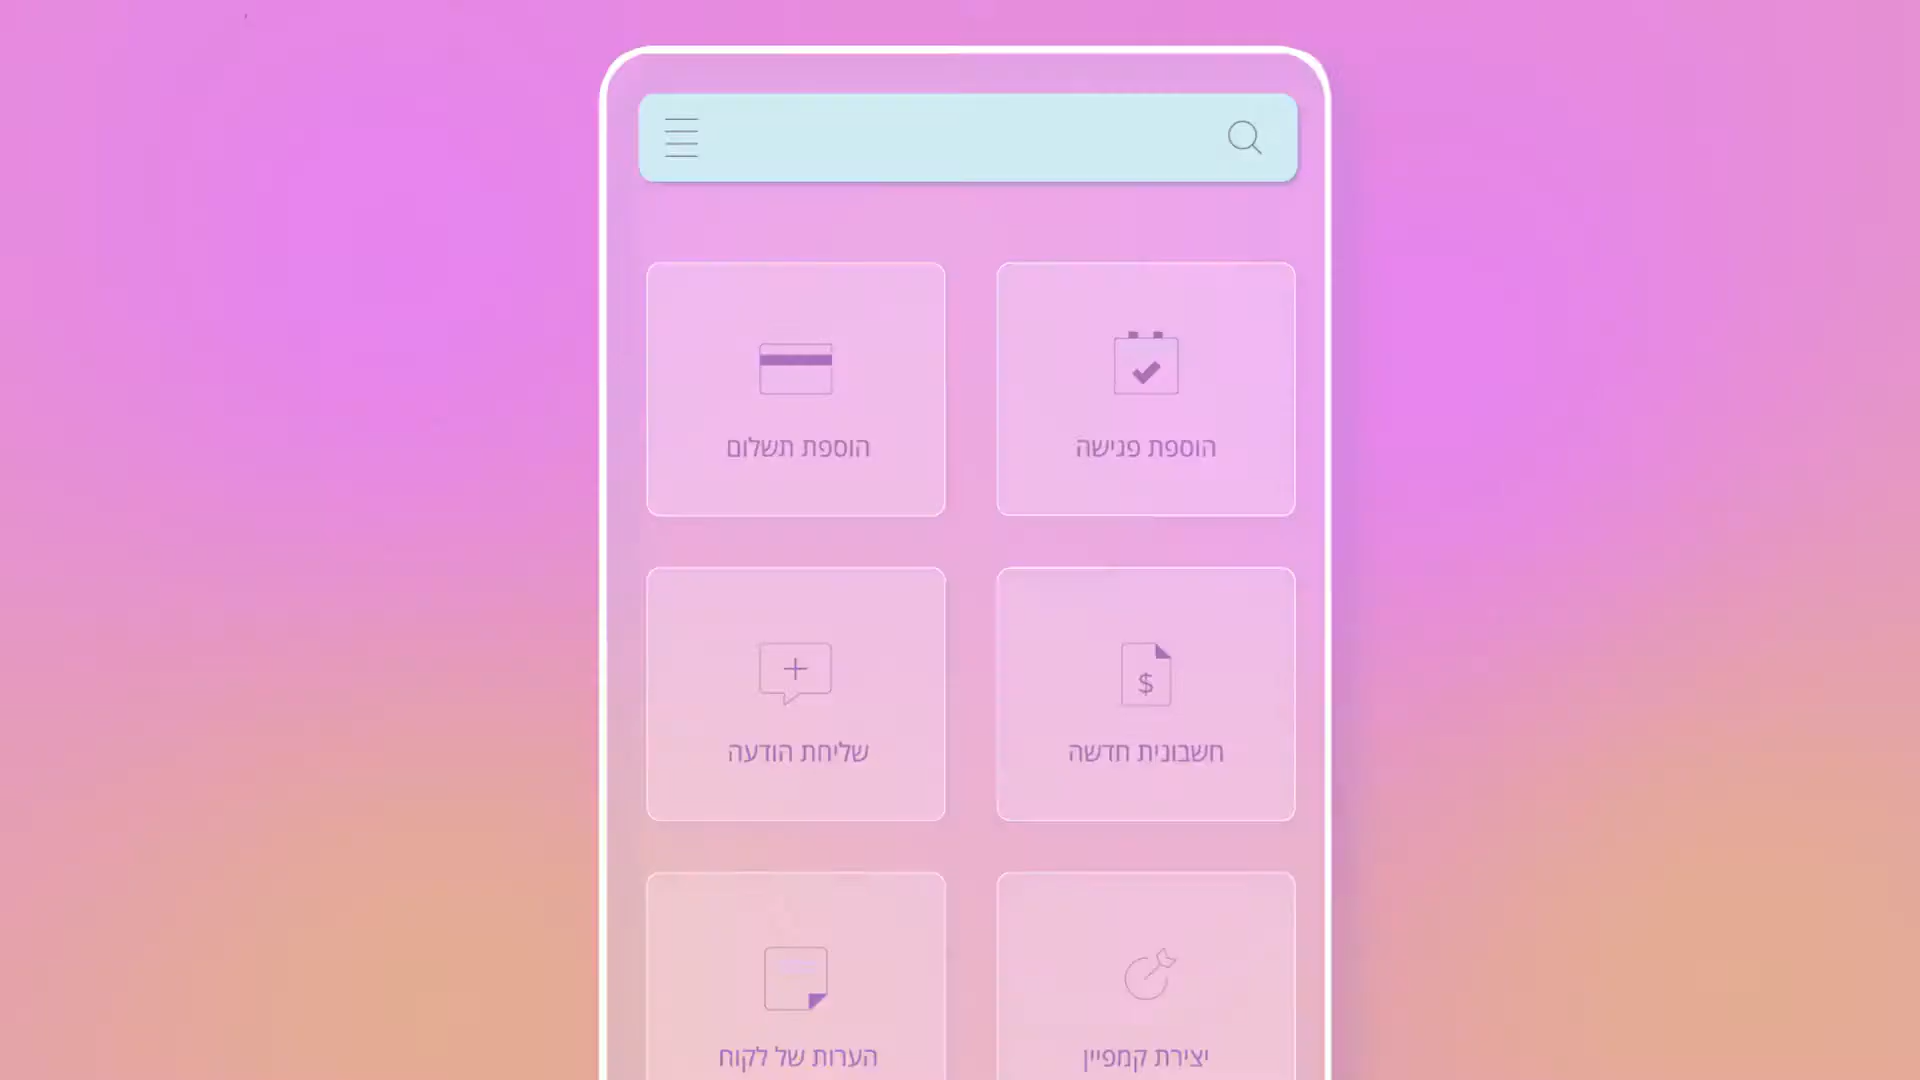 הוספת פגישה
הוספת תשלום
חשבונית חדשה
$
שליחת הודעה
יצירת קמפיין
הערות של לקוח